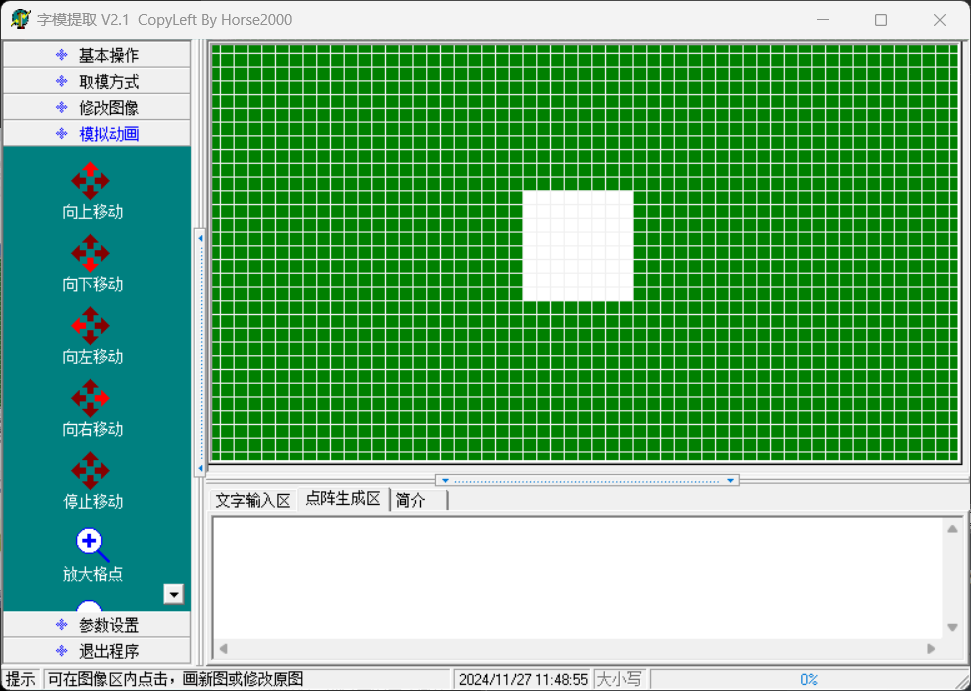 字模提取 V2.1 CopyLeft By Horse2000
基本操作
取模方式
修改图像
模拟动画
向上移动
向下移动
向左移动
向右移动
停止移动
放大格点
参数设置
退出程序
文字输入区 点阵生成区 简介
提示 可在图像区内点击，画新图或修改原图 2024/11/27 11:48:55 大小写 0%